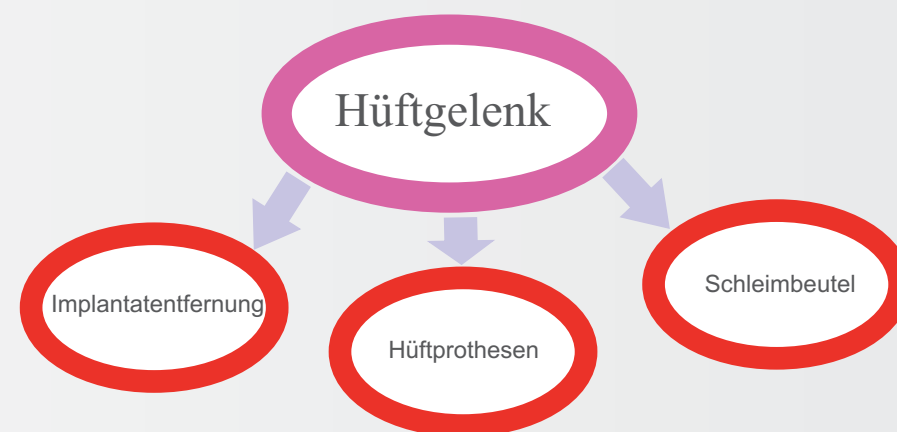 Hüftgelenk
Implantatentfernung
Hüftprothesen
Schleimbeutel